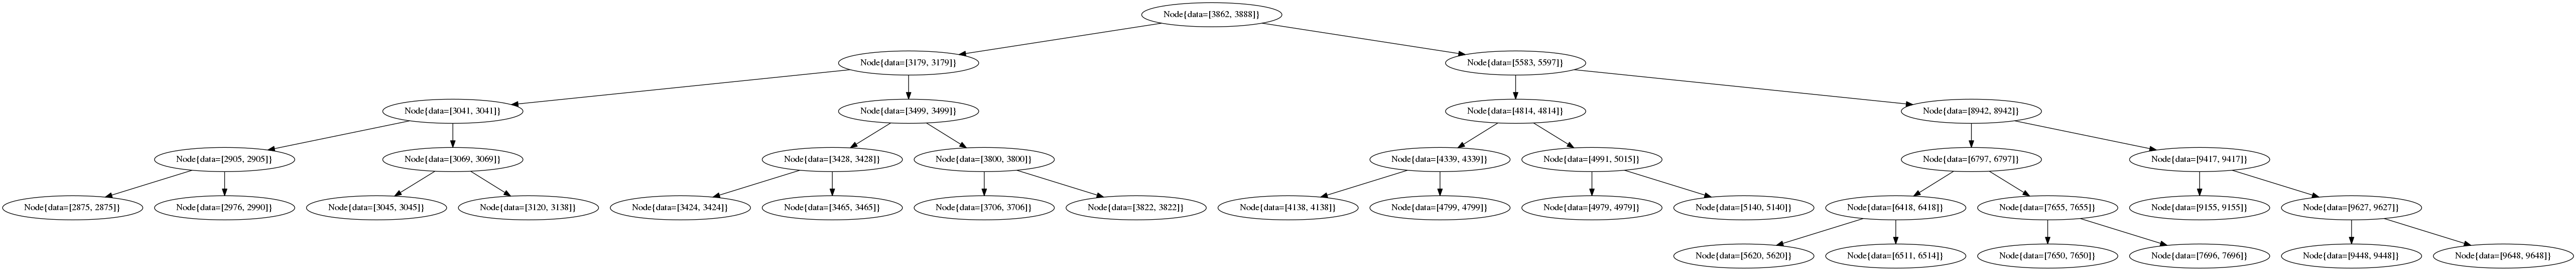 Node{data=[3862, 3888]}
Node{data=[3179, 3179]}
Node{data=[5583, 5597]}
Node{data=[3041, 3041]}
Node{data=[3499, 3499]}
Node{data=[4814, 4814]}
Node{data=[8942, 8942]}
Node{data=[2905, 2905]}
Node{data=[3069, 3069]}
Node{data=[3428, 3428]}
Node{data=[3800, 3800]}
Node{data=[4339, 4339]}
Node{data=[4991, 5015]}
Node{data=[6797, 6797]}
Node{data=[9417, 9417]}
Node{data=[2875, 2875]}
Node{data=[2976, 2990]}
Node{data=[3045, 3045]}
Node{data=[3120, 3138]}
Node{data=[3424, 3424]}
Node{data=[3465, 3465]}
Node{data=[3706, 3706]}
Node{data=[3822, 3822]}
Node{data=[4138, 4138]}
Node{data=[4799, 4799]}
Node{data=[4979, 4979]}
Node{data=[5140, 5140]}
Node{data=[6418, 6418]}
Node{data=[7655, 7655]}
Node{data=[9155, 9155]}
Node{data=[9627, 9627]}
Node{data=[5620, 5620]}
Node{data=[6511, 6514]}
Node{data=[7650, 7650]}
Node{data=[7696, 7696]}
Node{data=[9448, 9448]}
Node{data=[9648, 9648]}